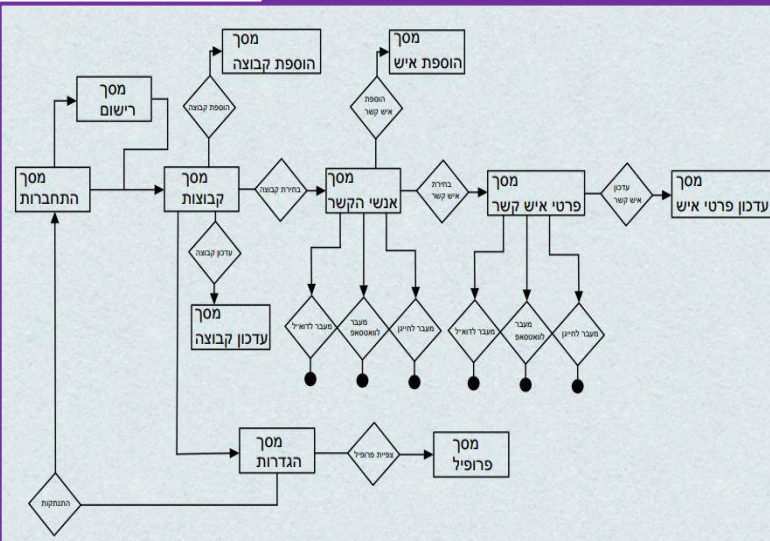 מסך
הוספת קבוצה
מסך
הוספת איש
מסך
רישום
הוספת קבוצה
הוספת
איש קשר
מסך
התחברות
מסך
קבוצות
בחירת קבוצה
מסך
אנשי הקשר
בחירת
איש קשר
מסך
פרטי איש קשר
עדכון
איש קשר
מסך
עדכון פרטי איש
עדכון קבוצה
מסך
עדכון קבוצה
מעבר לדוא״ל
מעבר
לוואטסאפ
מעבר לחייגן
מעבר לדוא״ל
מעבר
לוואטסאפ
מעבר לחייגן
מסך
הגדרות
צפיית פרופיל
מסך
פרופיל
התנתקות